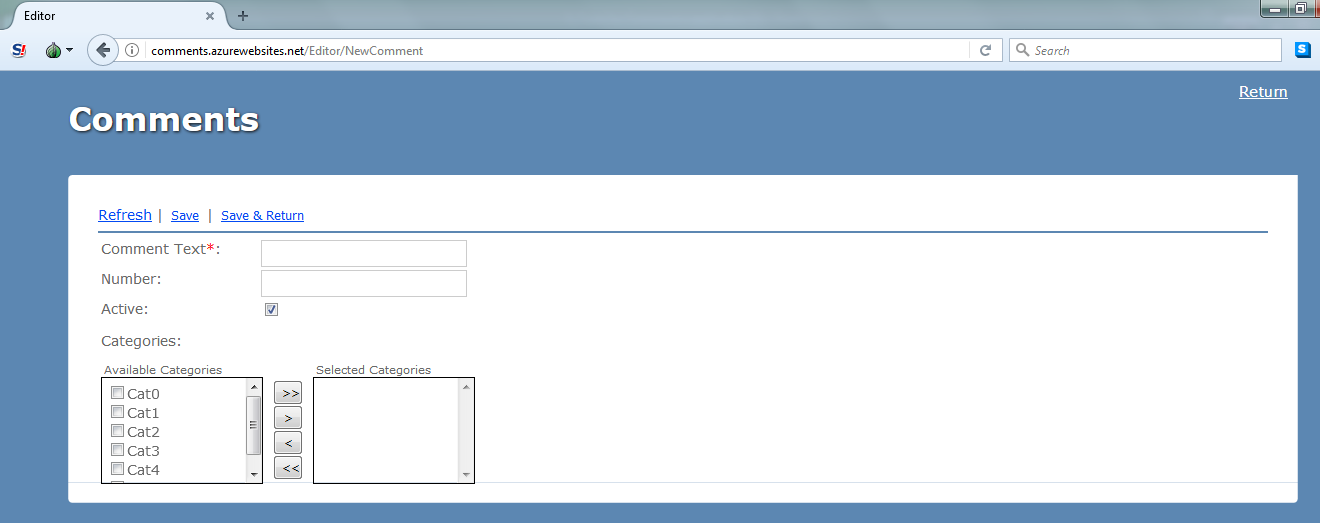 Editor
comments.azurewebsites.net/Editor/NewComment
Search
Return
Comments
Refresh | Save | Save & Return
Comment Text*:
Number:
Active:
Categories:
Available Categories Selected Categories
Cat0 >>
Cat1 >
Cat2
Cat3 <
Cat4 <<